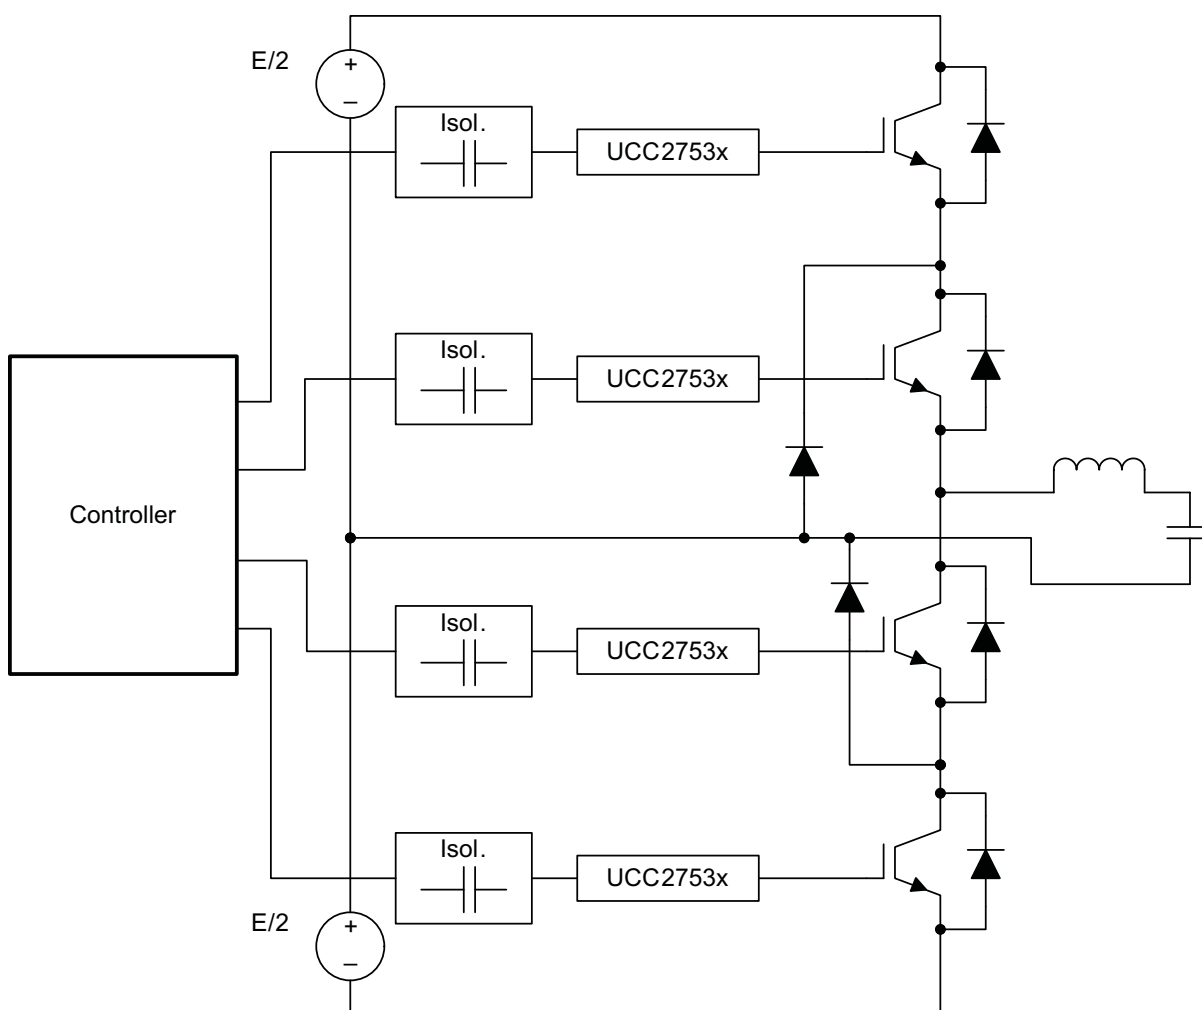 E/2
+
−
Isol.
UCC2753x
Isol.
UCC2753x
Controller
Isol.
UCC2753x
Isol.
UCC2753x
E/2
+
−